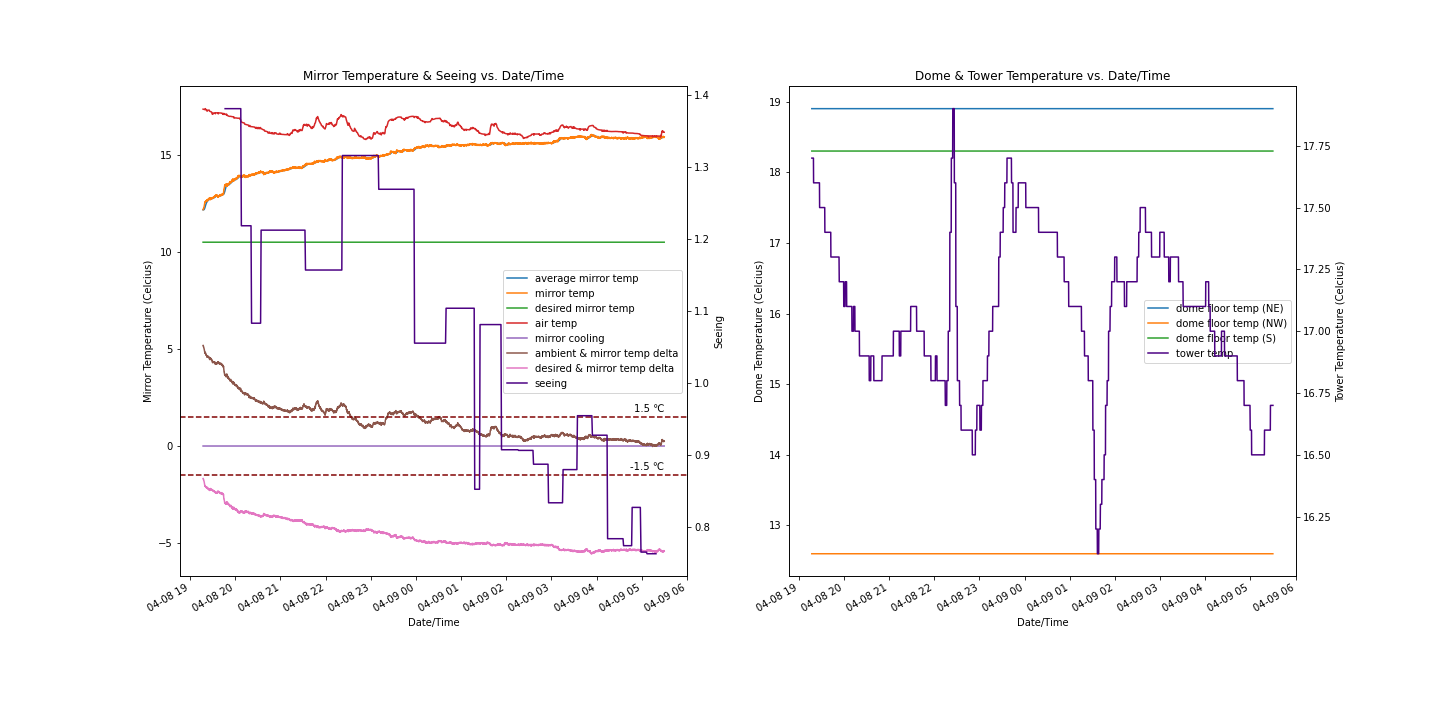 Mirror Temperature & Seeing vs. Date/Time
Mirror Temperature (Celcius)
15
10
5
0
−5
1.4
1.3
1.2
1.1
1.0
0.9
0.8
Seeing
average mirror temp
mirror temp
desired mirror temp
air temp
mirror cooling
ambient & mirror temp delta
desired & mirror temp delta
seeing
1.5 ℃
-1.5 ℃
04-08 19
04-08 20
04-08 21
04-08 22
04-08 23
04-09 00
04-09 01
04-09 02
04-09 03
04-09 04
04-09 05
04-09 06
Date/Time
Dome & Tower Temperature vs. Date/Time
Dome Temperature (Celcius)
19
18
17
16
15
14
13
17.75
17.50
17.25
17.00
16.75
16.50
16.25
Tower Temperature (Celcius)
dome floor temp (NE)
dome floor temp (NW)
dome floor temp (S)
tower temp
04-08 19
04-08 20
04-08 21
04-08 22
04-08 23
04-09 00
04-09 01
04-09 02
04-09 03
04-09 04
04-09 05
04-09 06
Date/Time